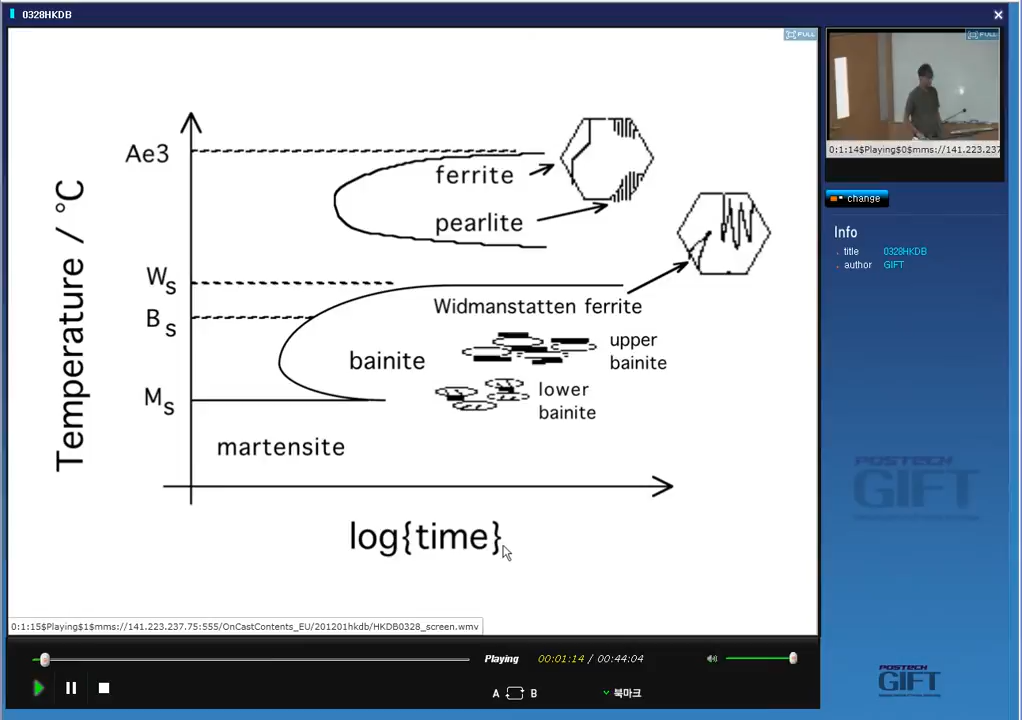 0328HKDB
FULL
FULL
Ae3
ferrite
pearlite
Temperature / °C
Ws
Bs
Widmanstatten ferrite
bainite
upper
bainite
lower
bainite
Ms
martensite
log{time}
0:1:14$Playing$0$mms://141.223.237
change
Info
title 0328HKDB
author GIFT
POSTECH
GIFT
0:1:15$Playing$1$mms://141.223.237.75:555/OnCastContents_EU/201201hkdb/HKDB0328_screen.wmv
Playing 00:01:14 / 00:44:04
A B 북마크
POSTECH
GIFT